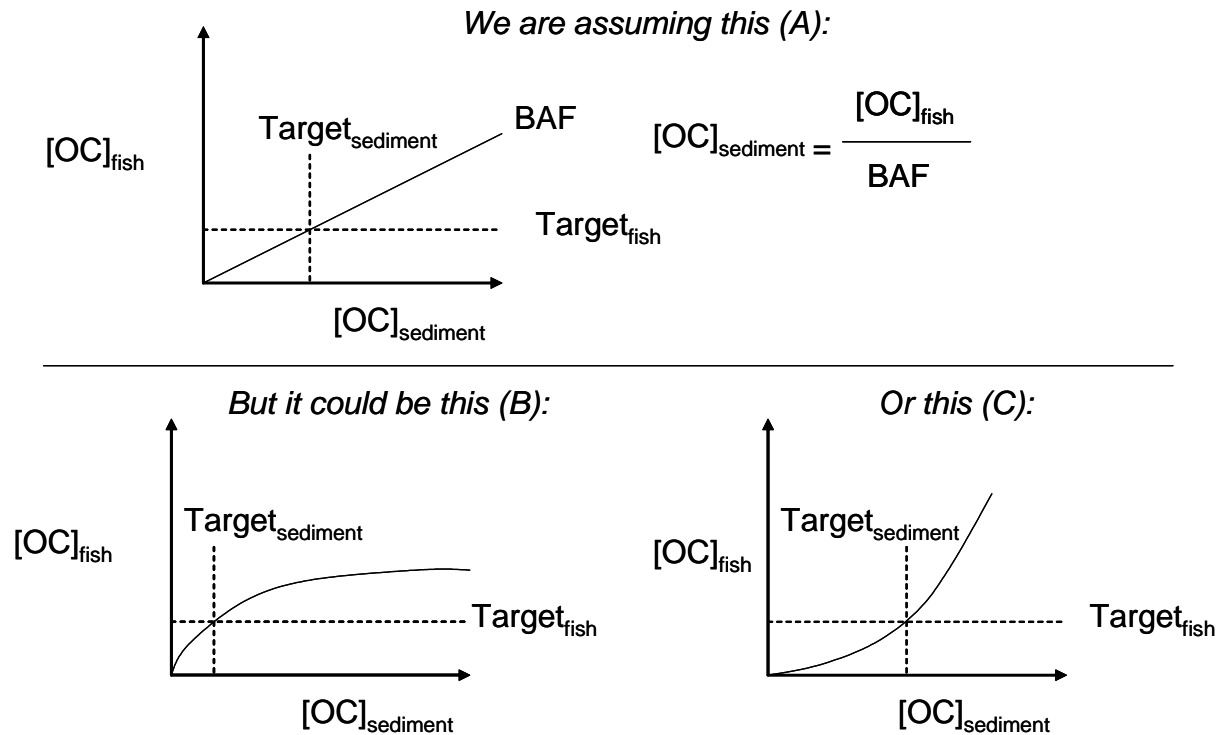 We are assuming this (A):
[OC]fish
Targetsediment
BAF
[OC]sediment = [OC]fish
BAF
Targetfish
[OC]sediment
But it could be this (B):
[OC]fish
Targetsediment
Targetfish
[OC]sediment
Or this (C):
[OC]fish
Targetsediment
Targetfish
[OC]sediment